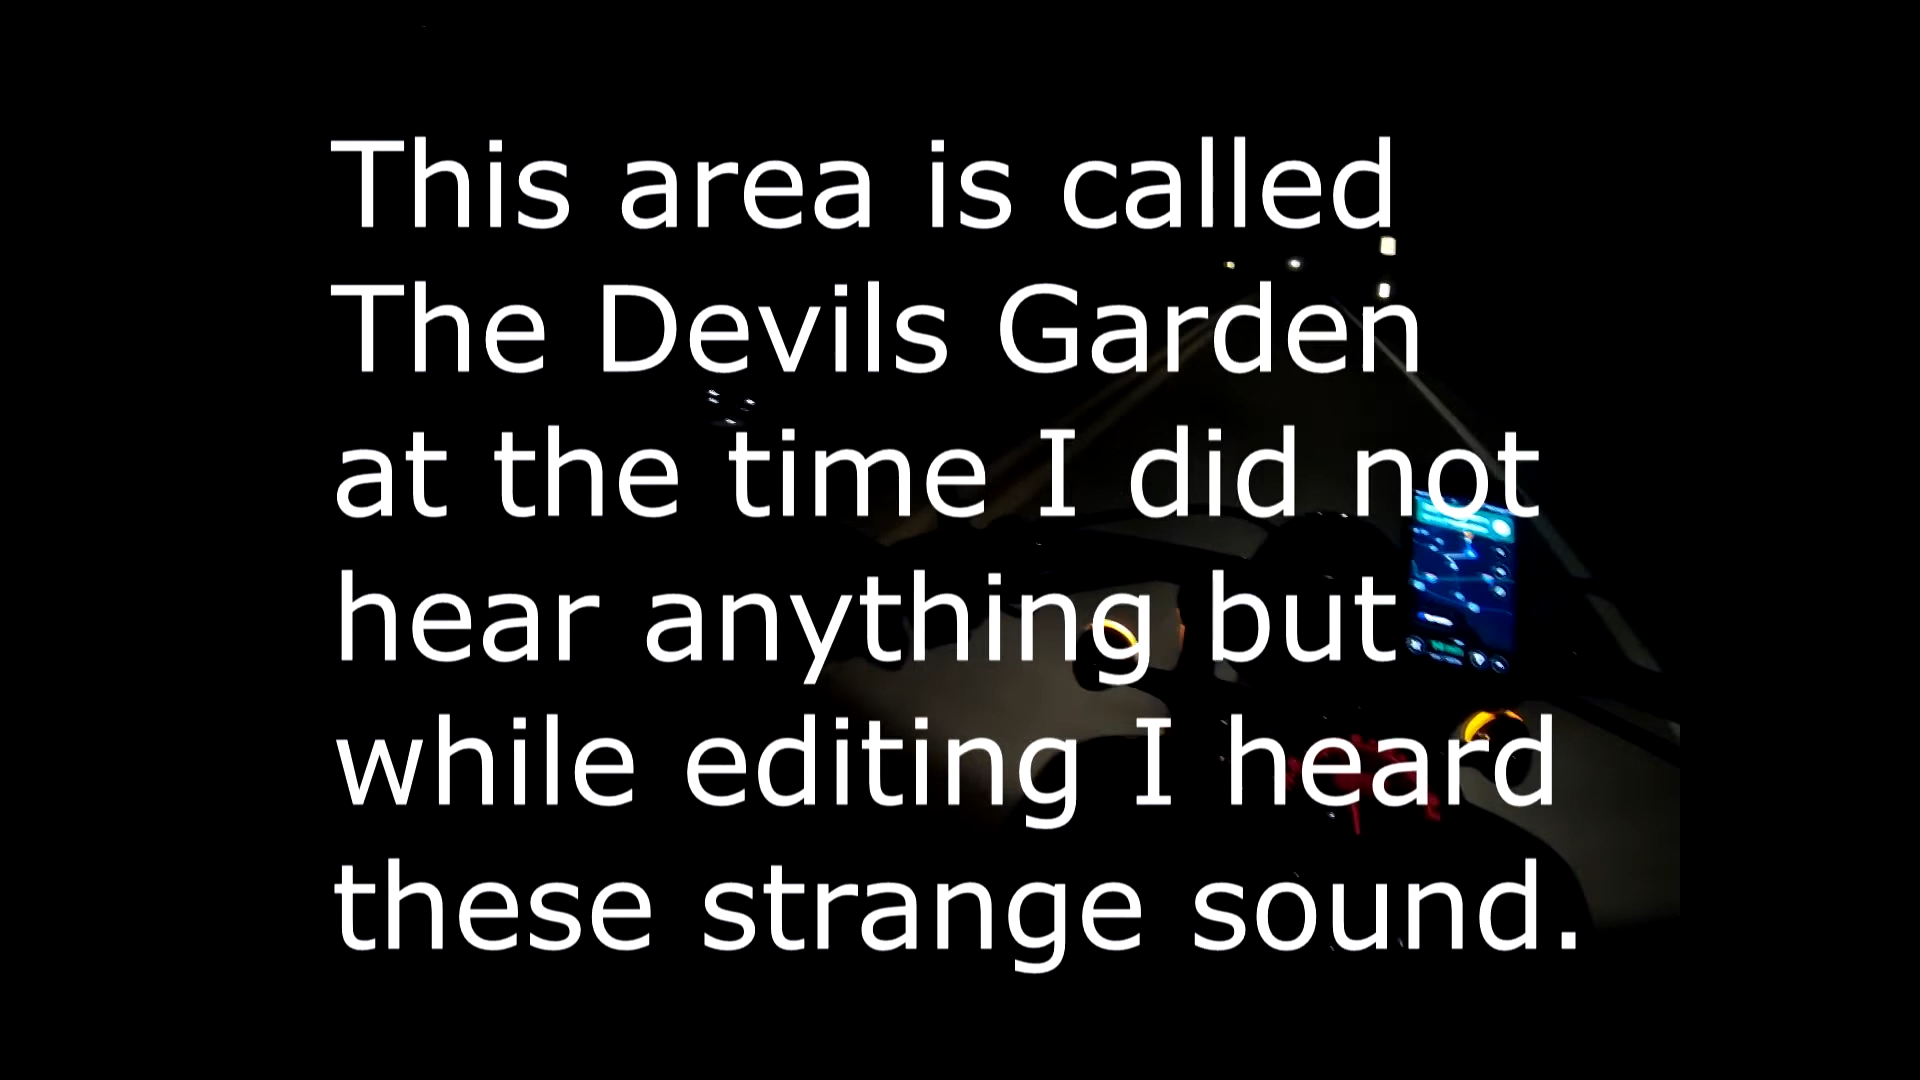 This area is called
The Devils Garden
at the time I did not
hear anything but
while editing I heard
these strange sound.